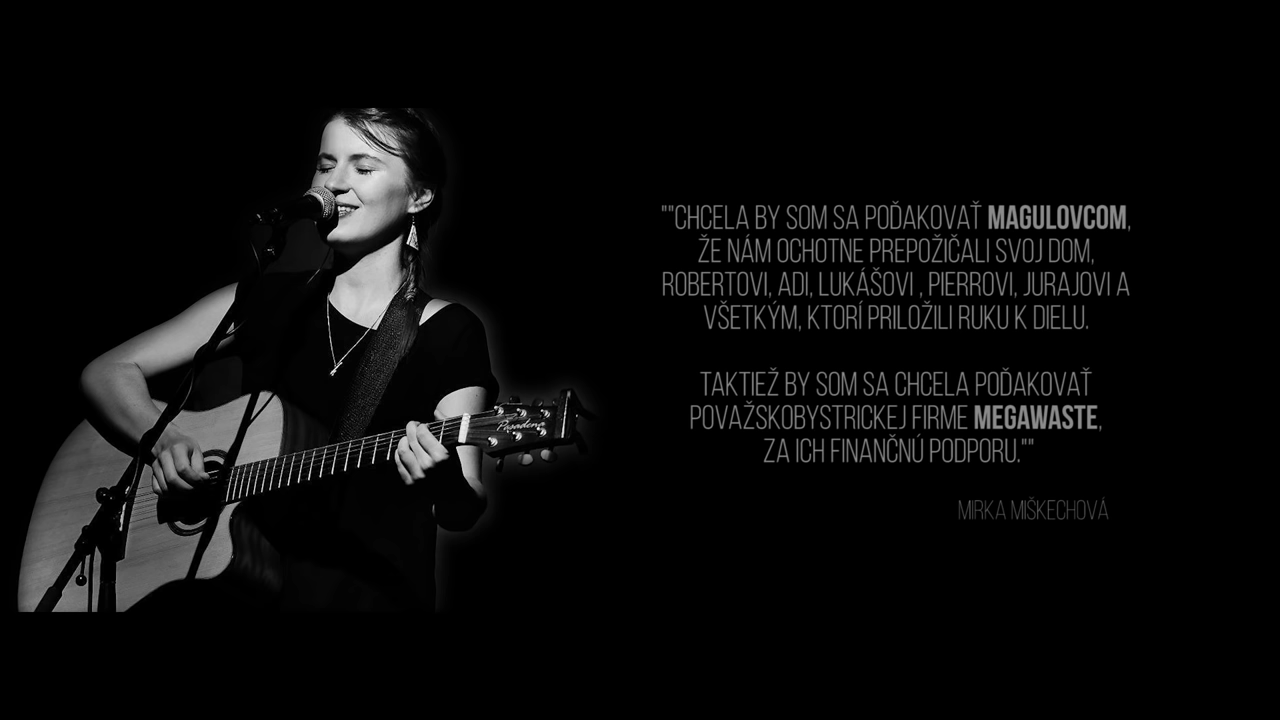 Pasadena
""CHCELA BY SOM SA POĎAKOVAŤ MAGULOVCOM,
ŽE NÁM OCHOTNE PREPOŽIČALI SVOJ DOM,
ROBERTOVI, ADI, LUKÁŠOVI , PIERROVI, JURAJOVI A
VŠETKÝM, KTORÍ PRILOŽILI RUKU K DIELU.
TAKTIEŽ BY SOM SA CHCELA POĎAKOVAŤ
POVAŽSKOBYSTRICKEJ FIRME MEGAWASTE,
ZA ICH FINANČNÚ PODPORU.""
MIRKA MIŠKECHOVÁ